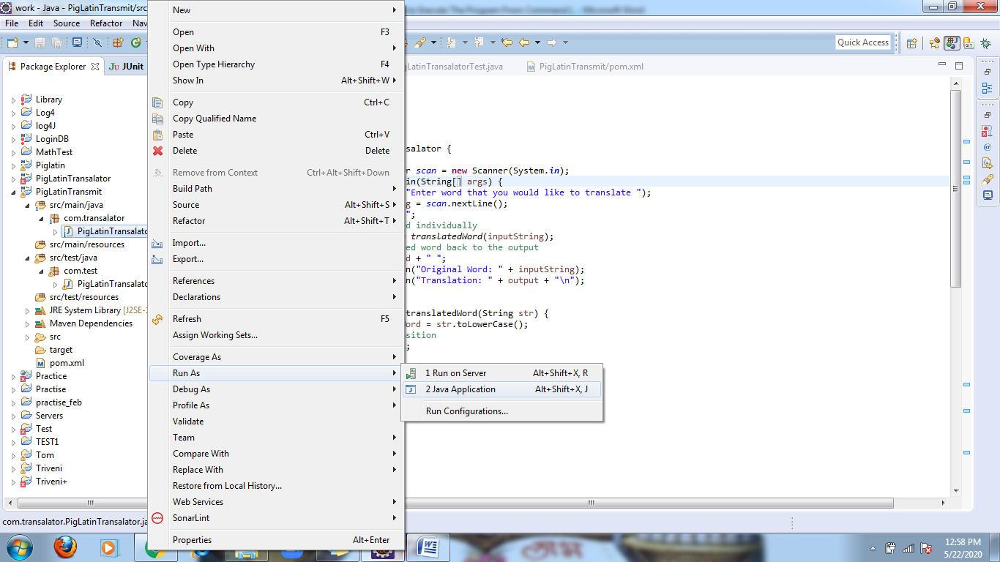 work - Java - PigLatinTransmit/src
to Execute The Program From Command L - Microsoft Word
File Edit Source Refactor Nav
Quick Access
Package Explorer JUnit
Library
Log4
log4J
LoginDB
MathTest
Piglatin
PigLatinTransalator
PigLatinTransmit
src/main/java
com.transalator
PigLatinTransalato
src/main/resources
src/test/java
com.test
PigLatinTransalato
src/test/resources
JRE System Library [J2SE-1
Maven Dependencies
src
target
pom.xml
Practice
Practise
practise_feb
Servers
Test
TEST1
Tom
Triveni
Triveni+
New
Open F3
Open With
Open Type Hierarchy F4
Show In Alt+Shift+W
Copy Ctrl+C
Copy Qualified Name
Paste Ctrl+V
Delete Delete
Remove from Context Ctrl+Alt+Shift+Down
Build Path
Source Alt+Shift+S
Refactor Alt+Shift+T
Import...
Export...
References
Declarations
Refresh F5
Assign Working Sets...
Coverage As
Run As
Debug As
Profile As
Validate
Team
Compare With
Replace With
Restore from Local History...
Web Services
SonarLint
Properties Alt+Enter
1 Run on Server Alt+Shift+X, R
2 Java Application Alt+Shift+X, J
Run Configurations...
gLatinTransalatorTest.java PigLatinTransmit/pom.xml
salator {
r scan = new Scanner(System.in);
in(String[] args) {
"Enter word that you would like to translate ");
g = scan.nextLine();
";
d individually
translatedWord(inputString);
ed word back to the output
d + " ";
n("Original Word: " + inputString);
n("Translation: " + output + "\n");
translatedWord(String str) {
ord = str.toLowerCase();
sition
;
com.transalator.PigLatinTransalator.ja
12:58 PM
5/22/2020